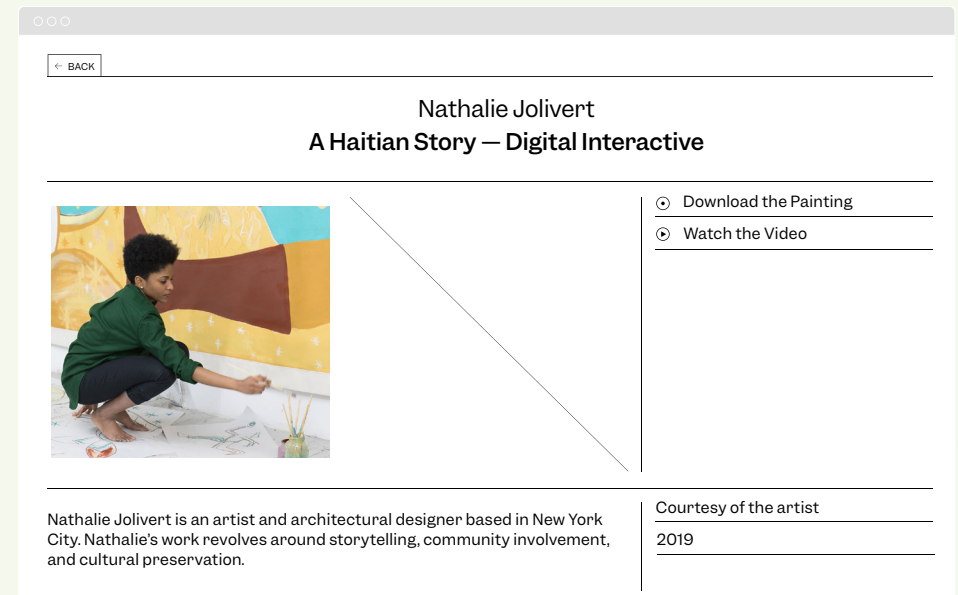 ← BACK
Nathalie Jolivert
A Haitian Story — Digital Interactive
Download the Painting
Watch the Video
Nathalie Jolivert is an artist and architectural designer based in New York
City. Nathalie’s work revolves around storytelling, community involvement,
and cultural preservation.
Courtesy of the artist
2019